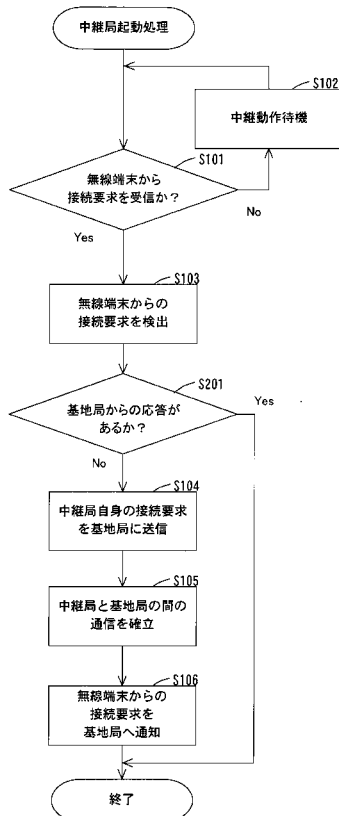 中継局起動処理
S102
中継動作待機
S101
無線端末から
接続要求を受信か？
No
Yes
S103
無線端末からの
接続要求を検出
S201
基地局からの応答が
あるか？
Yes
No
S104
中継局自身の接続要求
を基地局に送信
S105
中継局と基地局の間の
通信を確立
S106
無線端末からの
接続要求を
基地局へ通知
終了